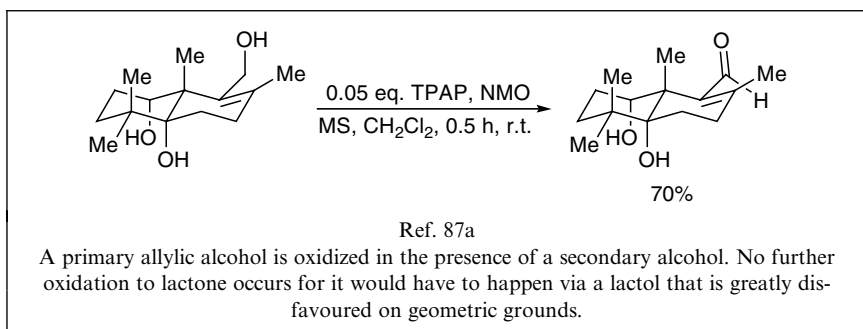 OH
Me
Me
Me
Me
HO
OH
0.05 eq. TPAP, NMO
MS, CH2Cl2, 0.5 h, r.t.
O
Me
Me
Me
H
Me
HO
OH
70%
Ref. 87a
A primary allylic alcohol is oxidized in the presence of a secondary alcohol. No further
oxidation to lactone occurs for it would have to happen via a lactol that is greatly dis-
favoured on geometric grounds.